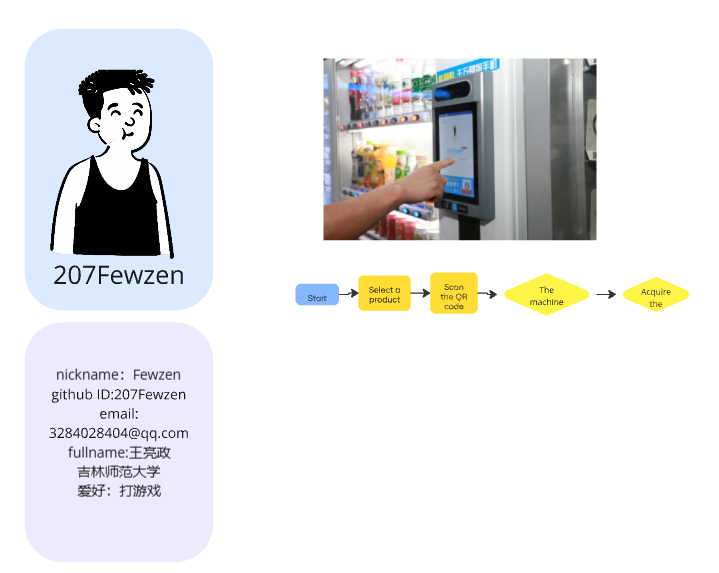 207Fewzen
nickname：Fewzen
github ID:207Fewzen
email:
3284028404@qq.com
fullname:王亮政
吉林师范大学
爱好：打游戏
Start
Select a
product
Scan
the QR
code
The
machine
Acquire
the